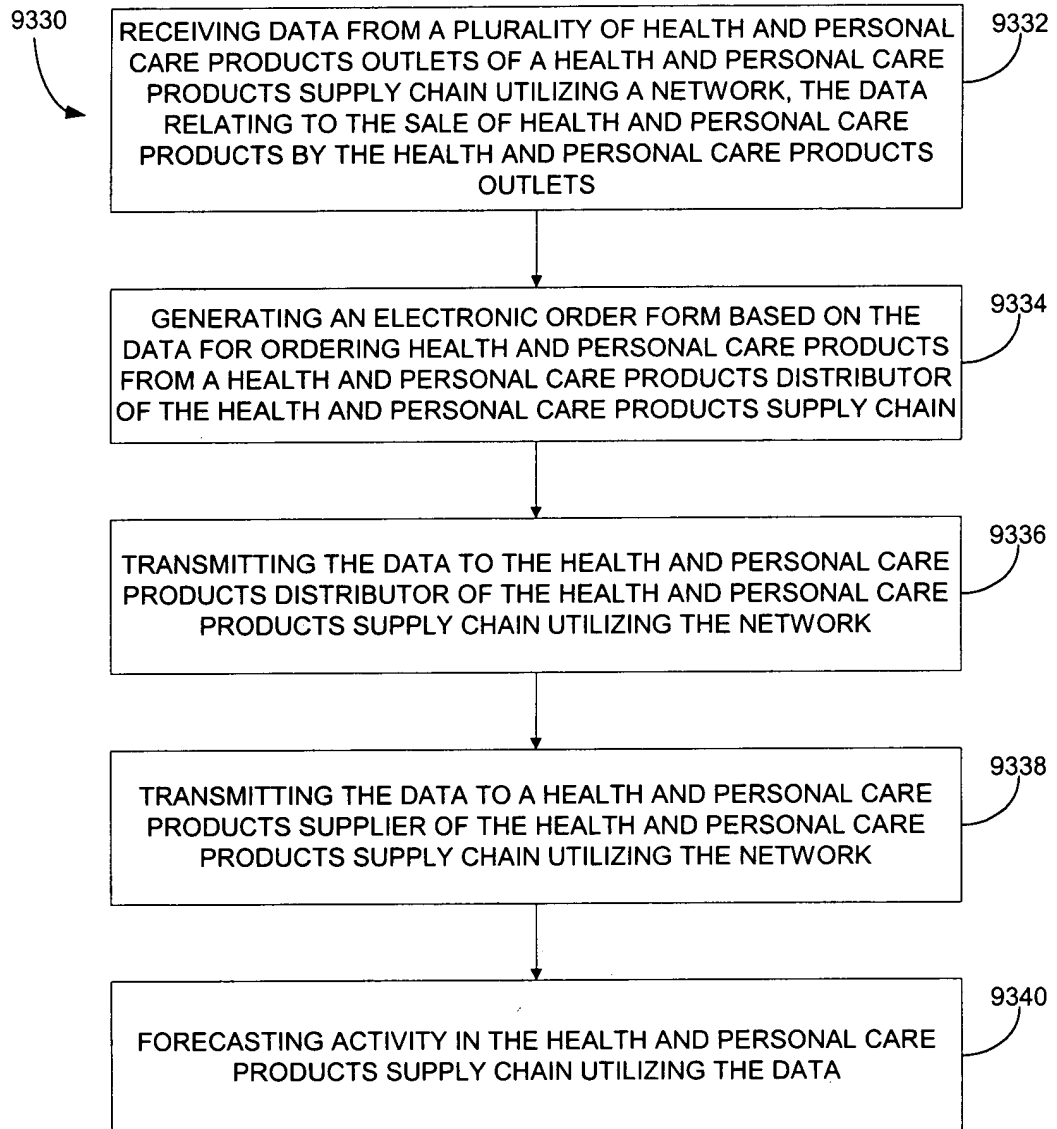 9330
RECEIVING DATA FROM A PLURALITY OF HEALTH AND PERSONAL
CARE PRODUCTS OUTLETS OF A HEALTH AND PERSONAL CARE
PRODUCTS SUPPLY CHAIN UTILIZING A NETWORK, THE DATA
RELATING TO THE SALE OF HEALTH AND PERSONAL CARE
PRODUCTS BY THE HEALTH AND PERSONAL CARE PRODUCTS
OUTLETS
9332
GENERATING AN ELECTRONIC ORDER FORM BASED ON THE
DATA FOR ORDERING HEALTH AND PERSONAL CARE PRODUCTS
FROM A HEALTH AND PERSONAL CARE PRODUCTS DISTRIBUTOR
OF THE HEALTH AND PERSONAL CARE PRODUCTS SUPPLY CHAIN
9334
TRANSMITTING THE DATA TO THE HEALTH AND PERSONAL CARE
PRODUCTS DISTRIBUTOR OF THE HEALTH AND PERSONAL CARE
PRODUCTS SUPPLY CHAIN UTILIZING THE NETWORK
9336
TRANSMITTING THE DATA TO A HEALTH AND PERSONAL CARE
PRODUCTS SUPPLIER OF THE HEALTH AND PERSONAL CARE
PRODUCTS SUPPLY CHAIN UTILIZING THE NETWORK
9338
FORECASTING ACTIVITY IN THE HEALTH AND PERSONAL CARE
PRODUCTS SUPPLY CHAIN UTILIZING THE DATA
9340